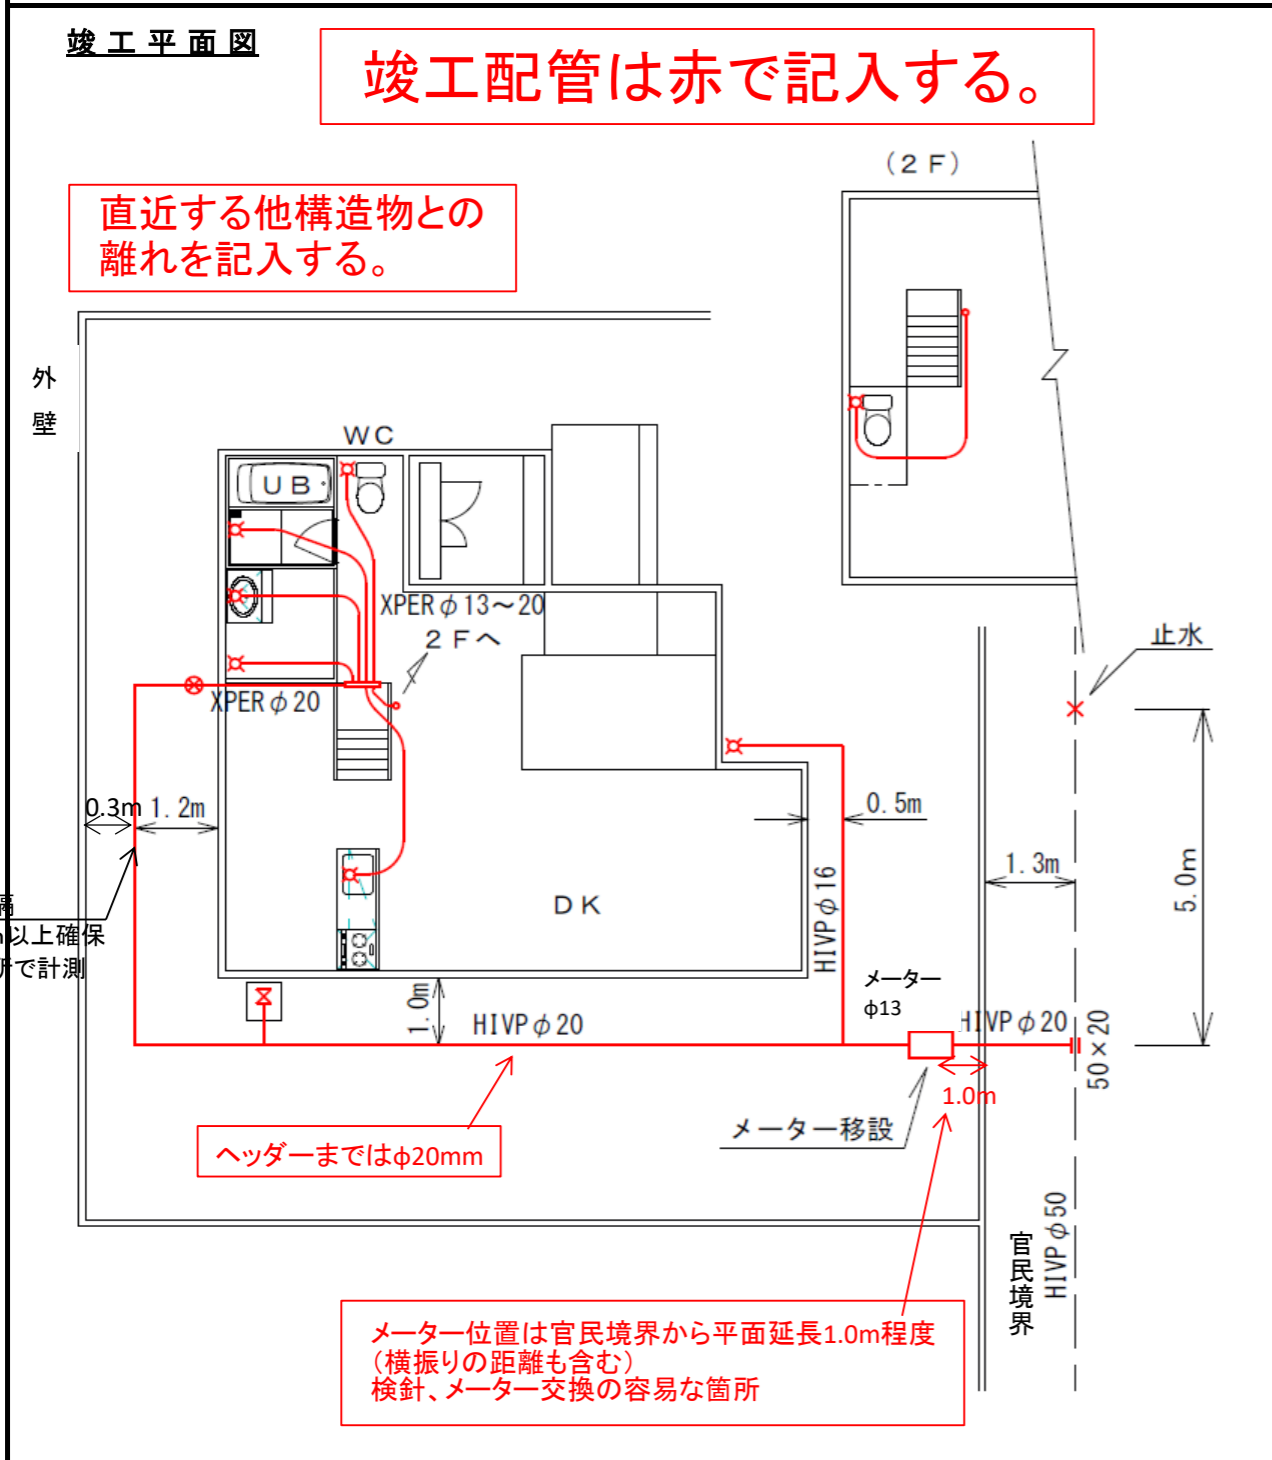 竣工平面図
竣工配管は赤で記入する。
(２Ｆ)
直近する他構造物との
離れを記入する。
外
壁
ＷＣ
ＵＢ
XPERφ13～20
２Ｆへ
止水
XPERφ20
0.3m
1.2m
0.5m
1.3m
5.0m
以上確保
で計測
ＤＫ
HIVPφ16
メーター
φ13
1.0m
HIVPφ20
HIVPφ20
50×20
1.0m
メーター移設
ヘッダーまではφ20mm
官民境界
HIVPφ50
メーター位置は官民境界から平面延長1.0m程度
（横振りの距離も含む）
検針、メーター交換の容易な箇所